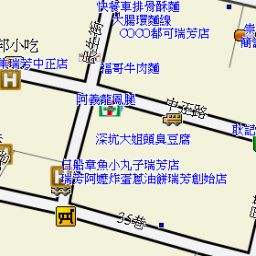 快餐車排骨酥麵
大腸環麵線
○○○都可瑞芳店
邱小吃
瑞芳中正店
福哥牛肉麵
阿義龍鳳腿
中正路
深坑大姐頭臭豆腐
日船章魚小丸子瑞芳店
瑞芳阿嬤炸蛋蔥油餅瑞芳創始店
35巷